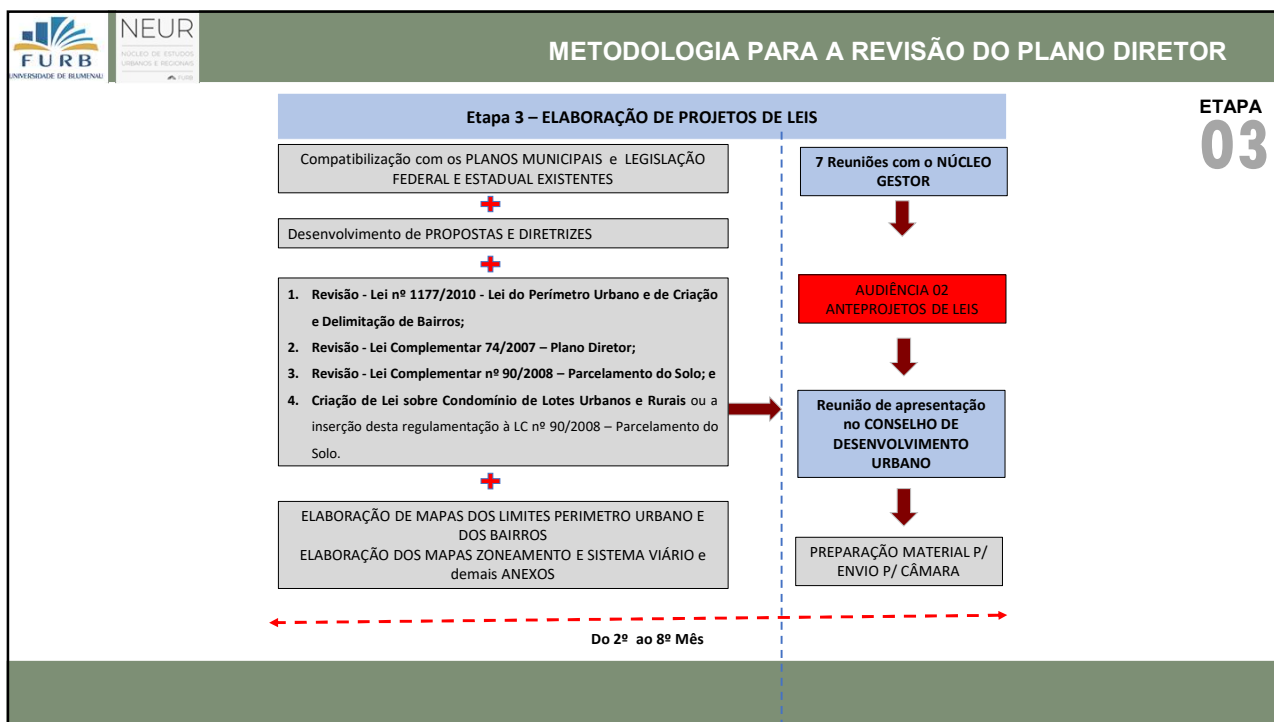 FURB
UNIVERSIDADE DE BLUMENAU
NEUR
NÚCLEO DE ESTUDOS
URBANOS E REGIONAIS
FURB
METODOLOGIA PARA A REVISÃO DO PLANO DIRETOR
ETAPA
03
Etapa 3 – ELABORAÇÃO DE PROJETOS DE LEIS
Compatibilização com os PLANOS MUNICIPAIS e LEGISLAÇÃO
FEDERAL E ESTADUAL EXISTENTES
Desenvolvimento de PROPOSTAS E DIRETRIZES
1. Revisão - Lei nº 1177/2010 - Lei do Perímetro Urbano e de Criação
e Delimitação de Bairros;
2. Revisão - Lei Complementar 74/2007 – Plano Diretor;
3. Revisão - Lei Complementar nº 90/2008 – Parcelamento do Solo; e
4. Criação de Lei sobre Condomínio de Lotes Urbanos e Rurais ou a
inserção desta regulamentação à LC nº 90/2008 – Parcelamento do
Solo.
ELABORAÇÃO DE MAPAS DOS LIMITES PERIMETRO URBANO E
DOS BAIRROS
ELABORAÇÃO DOS MAPAS ZONEAMENTO E SISTEMA VIÁRIO e
demais ANEXOS
7 Reuniões com o NÚCLEO
GESTOR
AUDIÊNCIA 02
ANTEPROJETOS DE LEIS
Reunião de apresentação
no CONSELHO DE
DESENVOLVIMENTO
URBANO
PREPARAÇÃO MATERIAL P/
ENVIO P/ CÂMARA
Do 2º ao 8º Mês